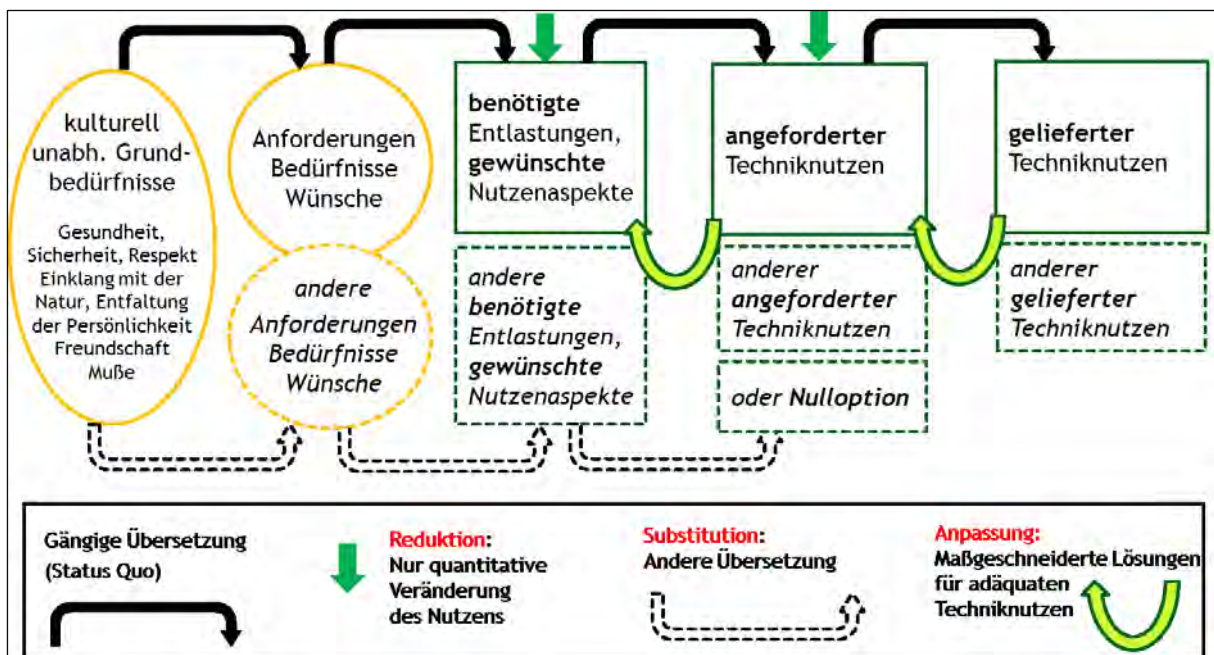 kulturell
unabh. Grund-
bedürfnisse
Gesundheit,
Sicherheit, Respekt
Einklang mit der
Natur, Entfaltung
der Persönlichkeit
Freundschaft
Muße
Anforderungen
Bedürfnisse
Wünsche
andere
Anforderungen
Bedürfnisse
Wünsche
benötigte
Entlastungen,
gewünschte
Nutzenaspekte
andere
benötigte
Entlastungen,
gewünschte
Nutzenaspekte
angeforderter
Techniknutzen
anderer
angeforderter
Techniknutzen
oder Nulloption
gelieferter
Techniknutzen
anderer
gelieferter
Techniknutzen
Gängige Übersetzung
(Status Quo)
Reduktion:
Nur quantitative
Veränderung
des Nutzens
Substitution:
Andere Übersetzung
Anpassung:
Maßgeschneiderte Lösungen
für adäquaten
Techniknutzen